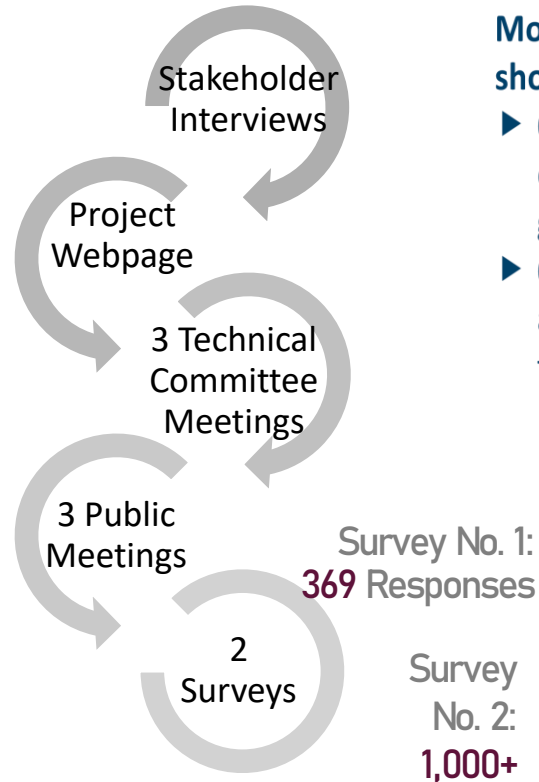 Stakeholder
Interviews
Project
Webpage
3 Technical
Committee
Meetings
3 Public
Meetings
2
Surveys
Survey No. 1:
369 Responses
Survey
No. 2:
1,000+